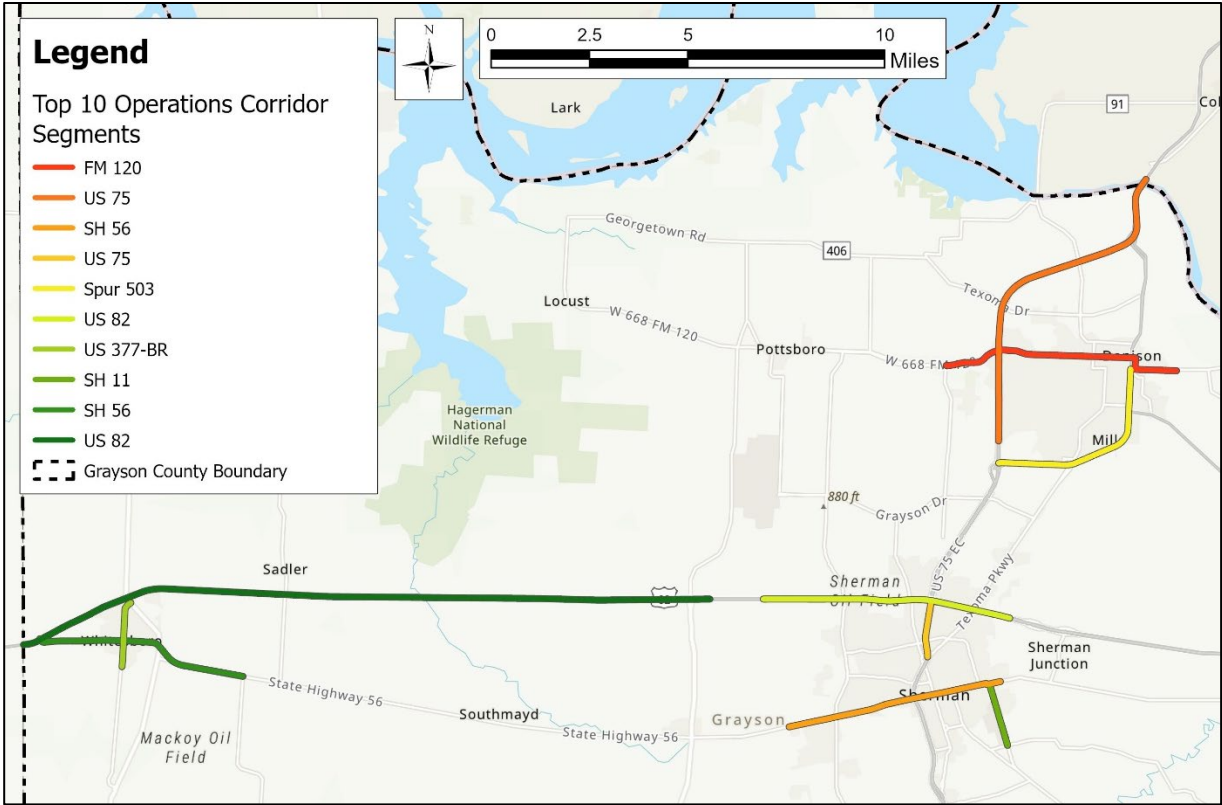 Legend
Top 10 Operations Corridor
Segments
FM 120
US 75
SH 56
US 75
Spur 503
US 82
US 377-BR
SH 11
SH 56
US 82
Grayson County Boundary
N
0 2.5 5 10
Miles
Lark
91
Georgetown Rd
406
Locust
Texoma Dr
W 668 FM 120
Pottsboro
W 668 FM
Denison
Hagerman
National
Wildlife Refuge
Mill
880 ft
Grayson Dr
US 75 EC
Sadler
Sherman
Oil Field
Texoma Pkwy
Sherman
Junction
State Highway 56
Sherman
Southmayd
Grayson
State Highway 56
Mackoy Oil
Field